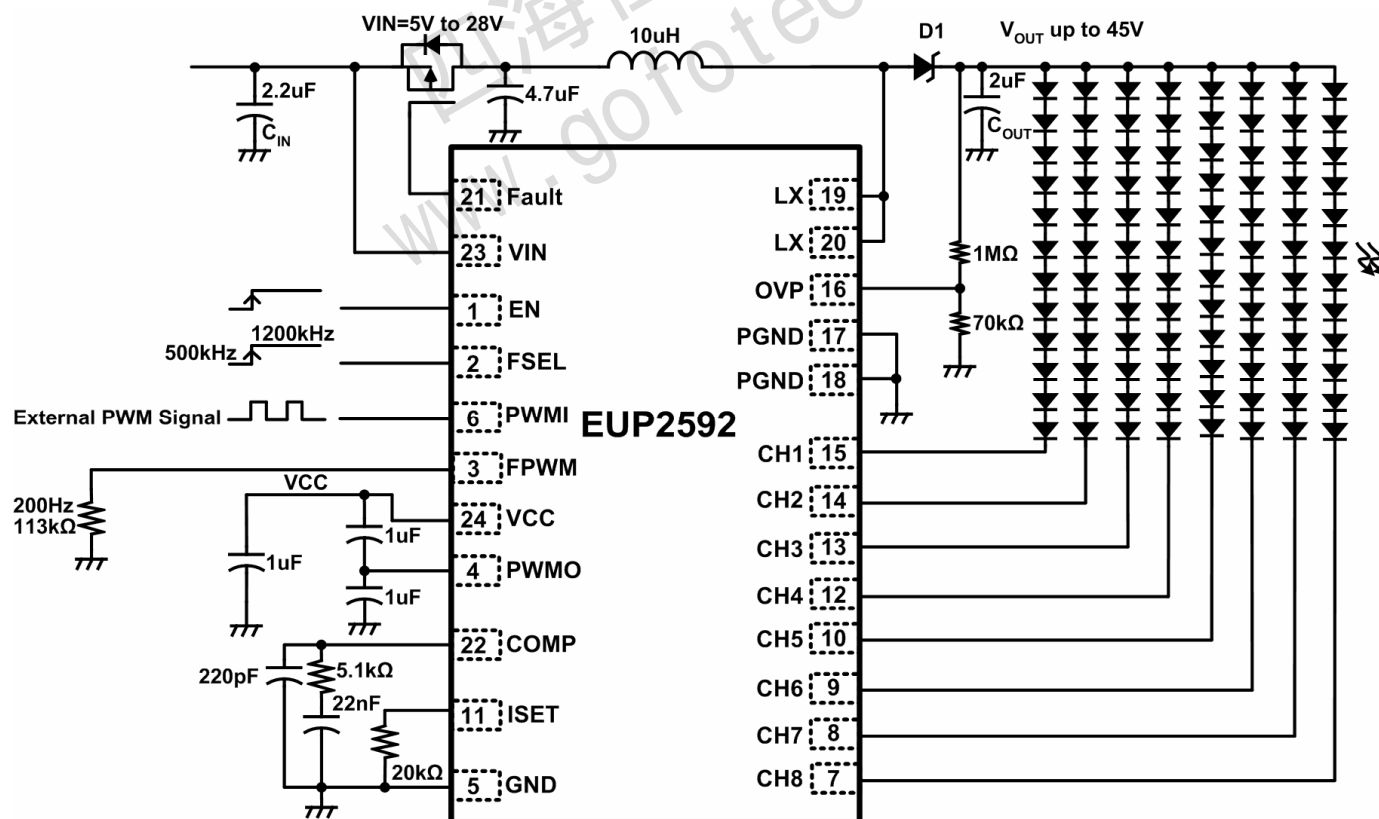 四海
www.gofotec
VIN=5V to 28V
10uH
D1
VOUT up to 45V
2.2uF
CIN
4.7uF
2uF
COUT
21 Fault
LX 19
23 VIN
LX 20
1MΩ
OVP 16
1 EN
70kΩ
500kHz
1200kHz
PGND 17
2 FSEL
PGND 18
External PWM Signal
6 PWMI
EUP2592
3 FPWM
CH1 15
200Hz
113kΩ
VCC
24 VCC
CH2 14
1uF
1uF
CH3 13
4 PWMO
1uF
CH4 12
22 COMP
CH5 10
220pF
5.1kΩ
22nF
CH6 9
11 ISET
CH7 8
20kΩ
5 GND
CH8 7